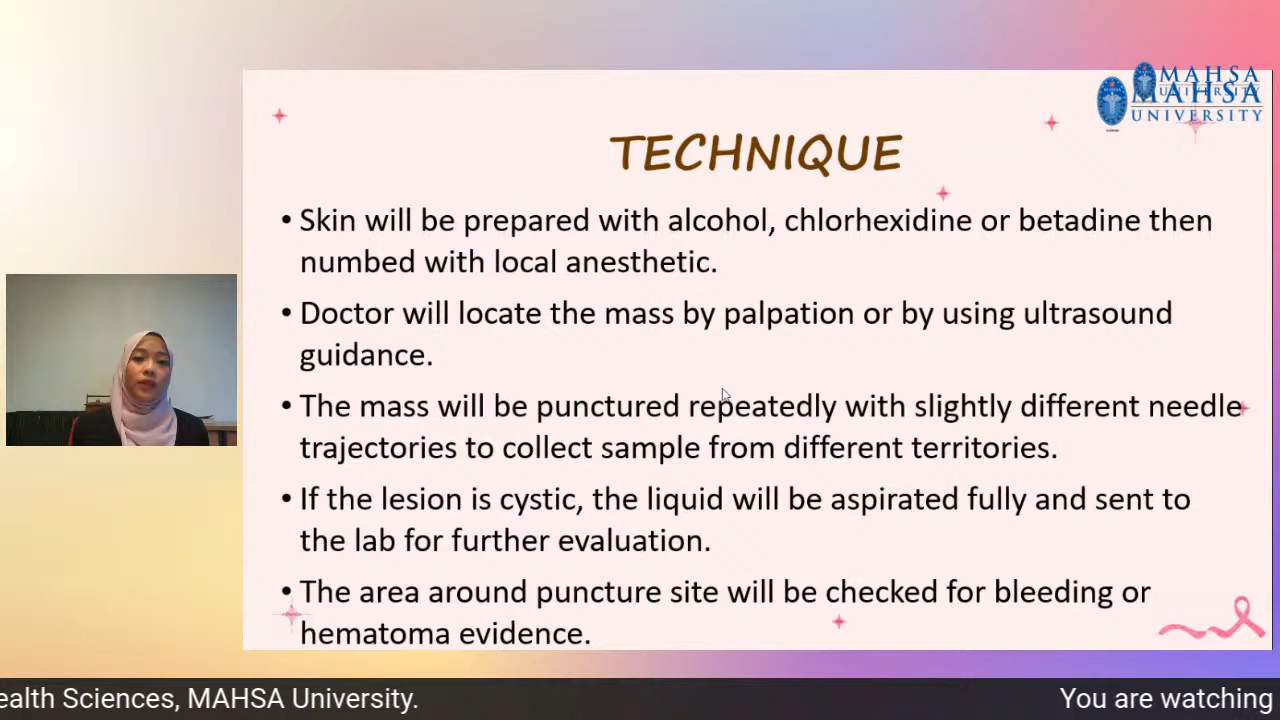 MAHSA
UNIVERSITY
MAHSA
UNIVERSITY
TECHNIQUE
• Skin will be prepared with alcohol, chlorhexidine or betadine then
numbed with local anesthetic.
• Doctor will locate the mass by palpation or by using ultrasound
guidance.
• The mass will be punctured repeatedly with slightly different needle
trajectories to collect sample from different territories.
• If the lesion is cystic, the liquid will be aspirated fully and sent to
the lab for further evaluation.
• The area around puncture site will be checked for bleeding or
hematoma evidence.
ealth Sciences, MAHSA University.
You are watching